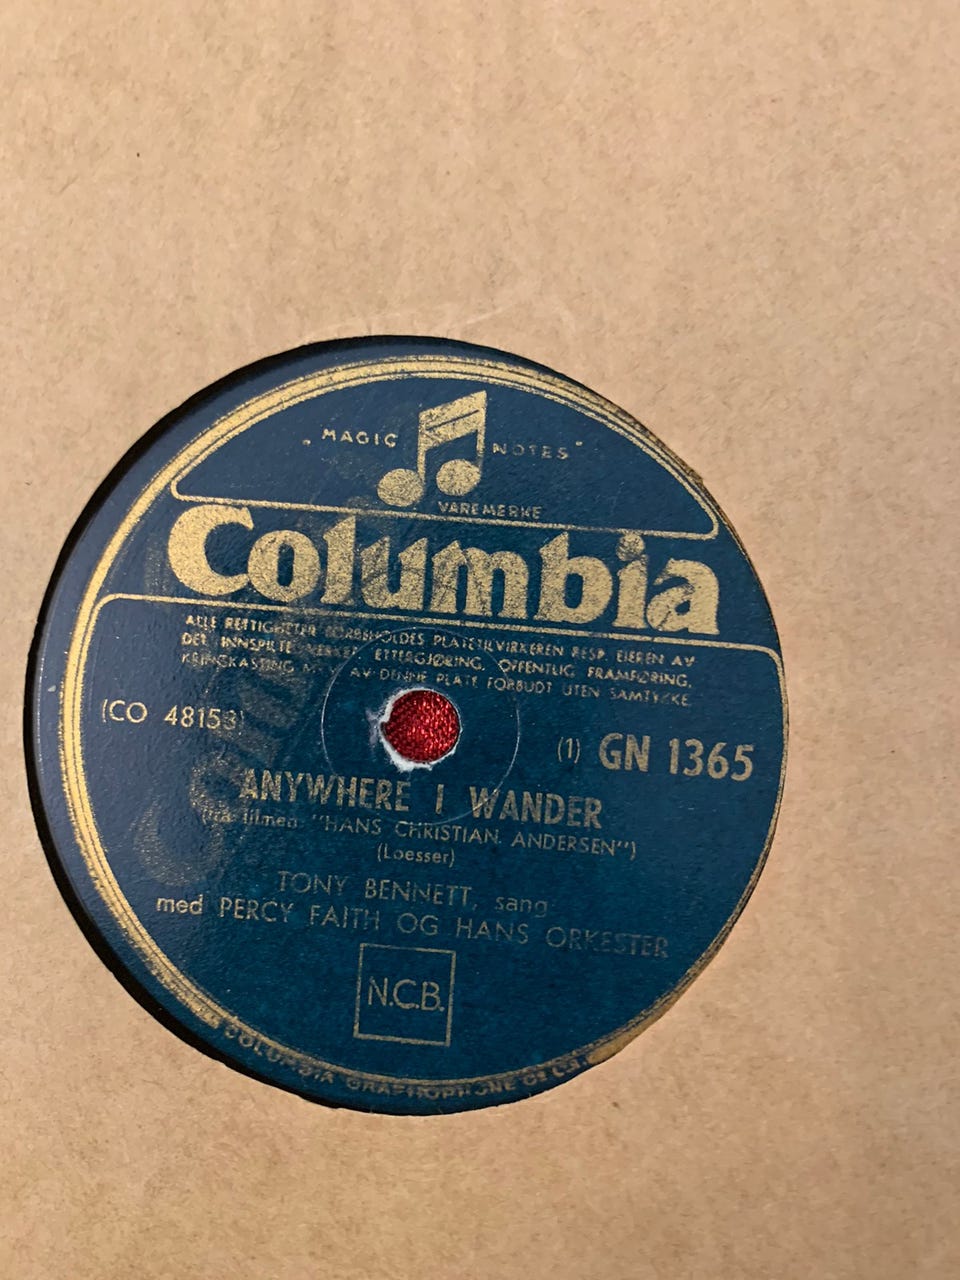 "MAGIC NOTES"
VAREMERKE
Columbia
ALLE RETTIGHETER FORBEHOLDES PLATETILVIRKEREN RESP. EIEREN AV
DET INNSPILTE VERKET. ETTERGJØRING, OFFENTLIG FRAMFØRING,
KRINGKASTING AV DENNE PLATE FORBUDT UTEN SAMTYKKE.
(CO 48153)
(1) GN 1365
ANYWHERE I WANDER
(fra filmen "HANS CHRISTIAN ANDERSEN")
(Loesser)
TONY BENNETT, sang
med PERCY FAITH OG HANS ORKESTER
N.C.B.
COLUMBIA GRAPHOPHONE Co